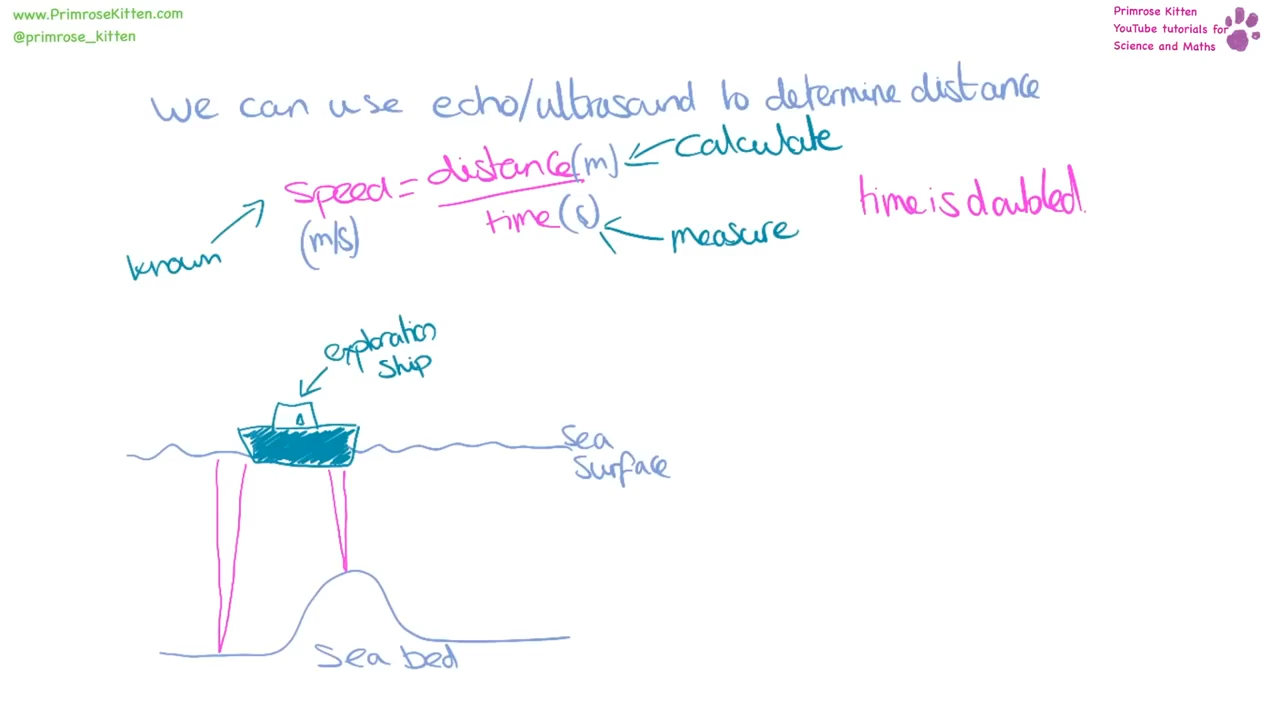 www.PrimroseKitten.com
@primrose_kitten
Primrose Kitten
YouTube tutorials for
Science and Maths
We can use echo/ultrasound to determine distance
speed = distance (m)
time (s)
(m/s)
calculate
measure
known
time is doubled.
exploration
ship
Sea
Surface
Sea bed